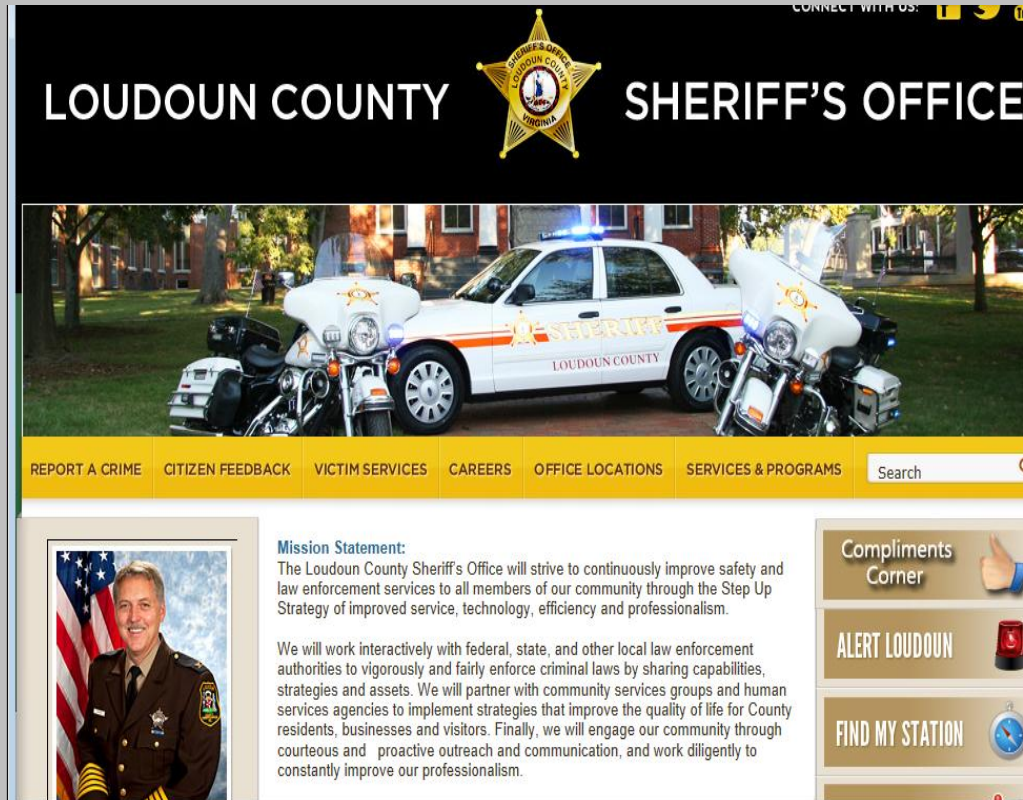 CONNECT WITH US:
LOUDOUN COUNTY
SHERIFF'S OFFICE
LOUDOUN COUNTY
VIRGINIA
SHERIFF'S OFFICE
SHERIFF
LOUDOUN COUNTY
REPORT A CRIME
CITIZEN FEEDBACK
VICTIM SERVICES
CAREERS
OFFICE LOCATIONS
SERVICES & PROGRAMS
Search
Mission Statement:
The Loudoun County Sheriff's Office will strive to continuously improve safety and
law enforcement services to all members of our community through the Step Up
Strategy of improved service, technology, efficiency and professionalism.
We will work interactively with federal, state, and other local law enforcement
authorities to vigorously and fairly enforce criminal laws by sharing capabilities,
strategies and assets. We will partner with community services groups and human
services agencies to implement strategies that improve the quality of life for County
residents, businesses and visitors. Finally, we will engage our community through
courteous and proactive outreach and communication, and work diligently to
constantly improve our professionalism.
Compliments
Corner
ALERT LOUDOUN
FIND MY STATION